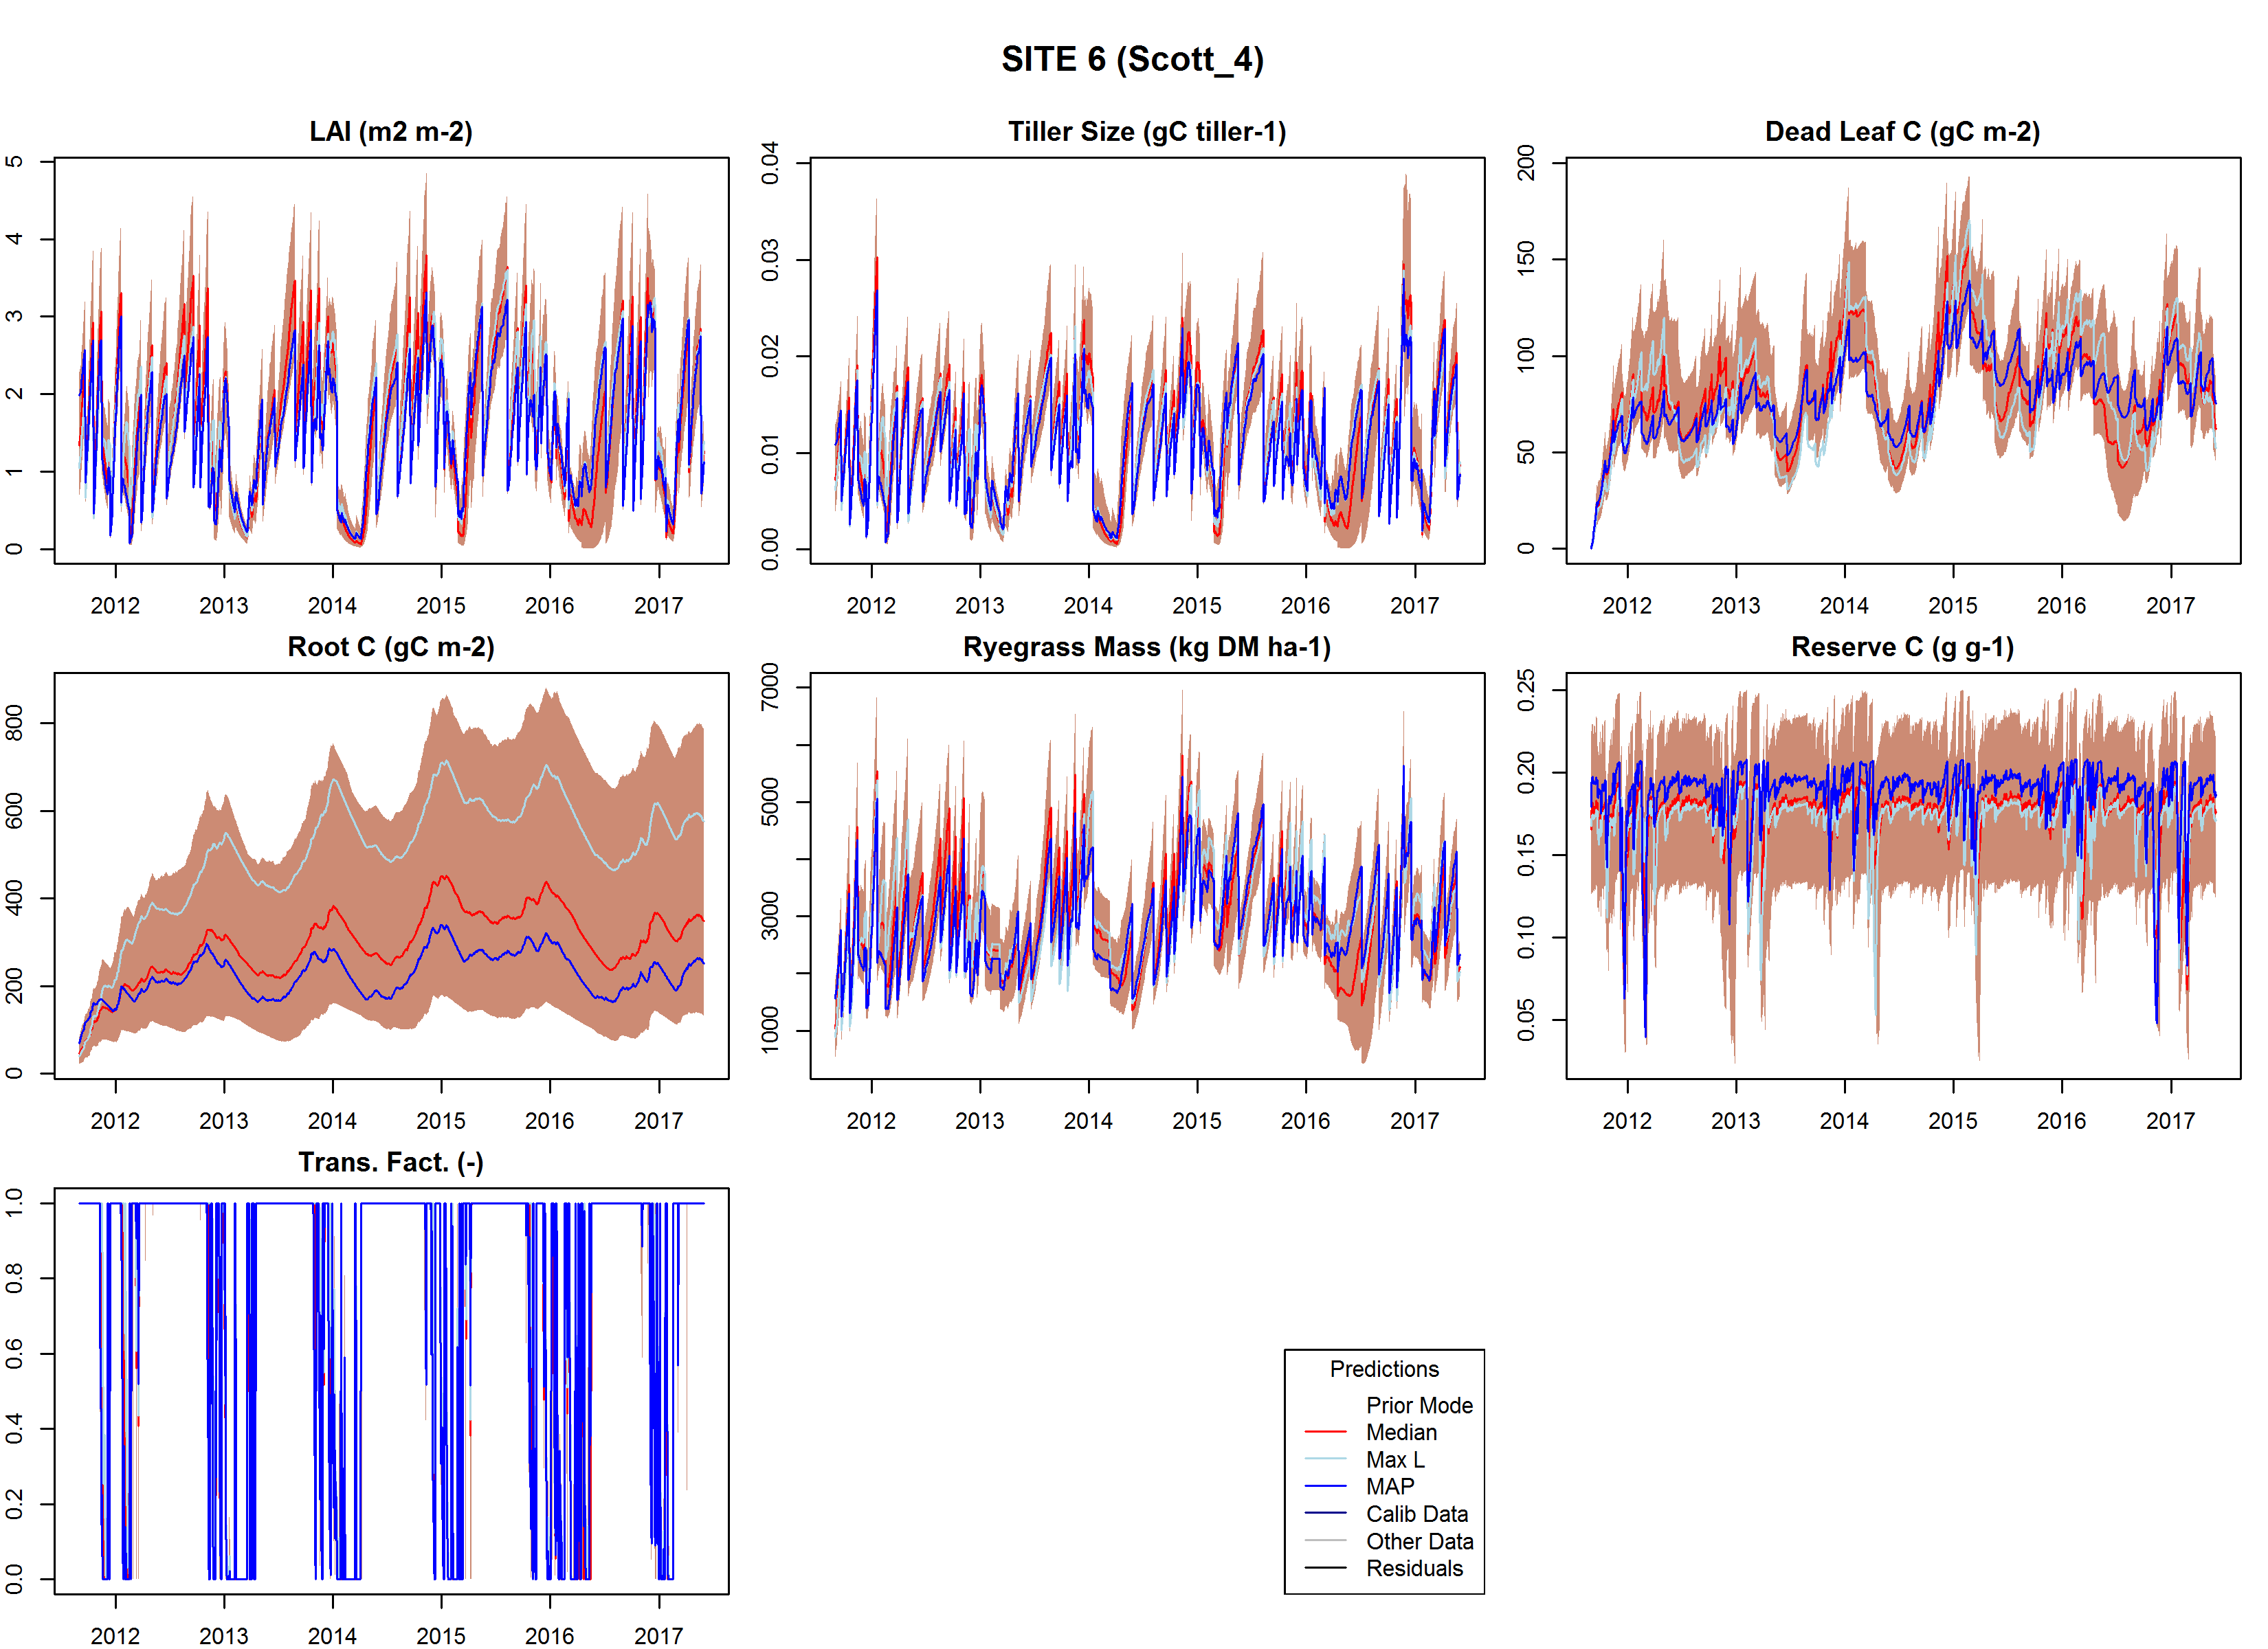 SITE 6 (Scott_4)
LAI (m2 m-2)
0 1 2 3 4 5
2012 2013 2014 2015 2016 2017
Tiller Size (gC tiller-1)
0.00 0.01 0.02 0.03 0.04
2012 2013 2014 2015 2016 2017
Dead Leaf C (gC m-2)
0 50 100 150 200
2012 2013 2014 2015 2016 2017
Root C (gC m-2)
0 200 400 600 800
2012 2013 2014 2015 2016 2017
Ryegrass Mass (kg DM ha-1)
1000 3000 5000 7000
2012 2013 2014 2015 2016 2017
Reserve C (g g-1)
0.05 0.10 0.15 0.20 0.25
2012 2013 2014 2015 2016 2017
Trans. Fact. (-)
0.0 0.2 0.4 0.6 0.8 1.0
2012 2013 2014 2015 2016 2017
Predictions
Prior Mode
Median
Max L
MAP
Calib Data
Other Data
Residuals